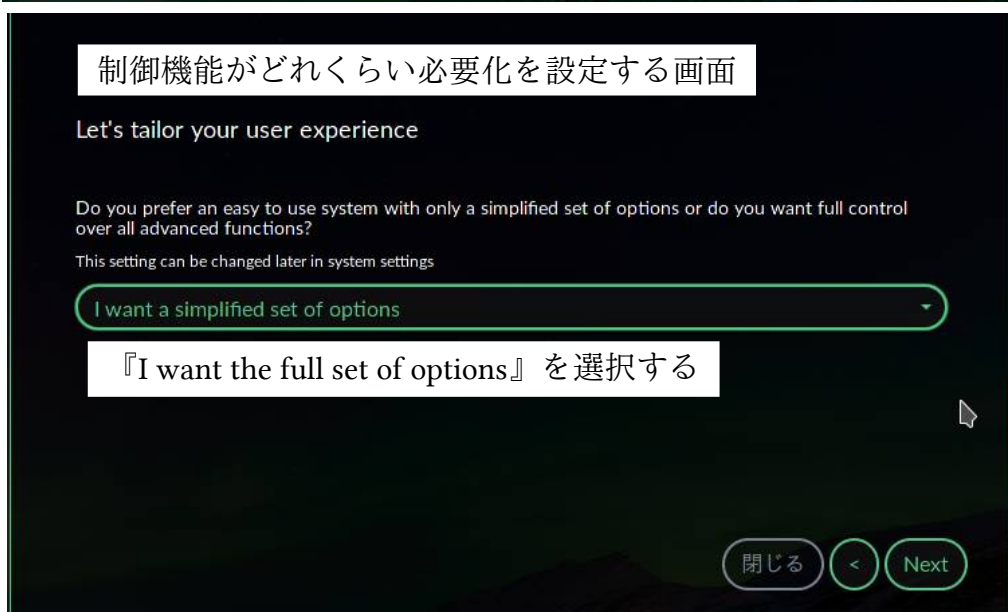 制御機能がどれくらい必要化を設定する画面
Let's tailor your user experience
Do you prefer an easy to use system with only a simplified set of options or do you want full control
over all advanced functions?
This setting can be changed later in system settings
I want a simplified set of options
『I want the full set of options』を選択する
閉じる < Next